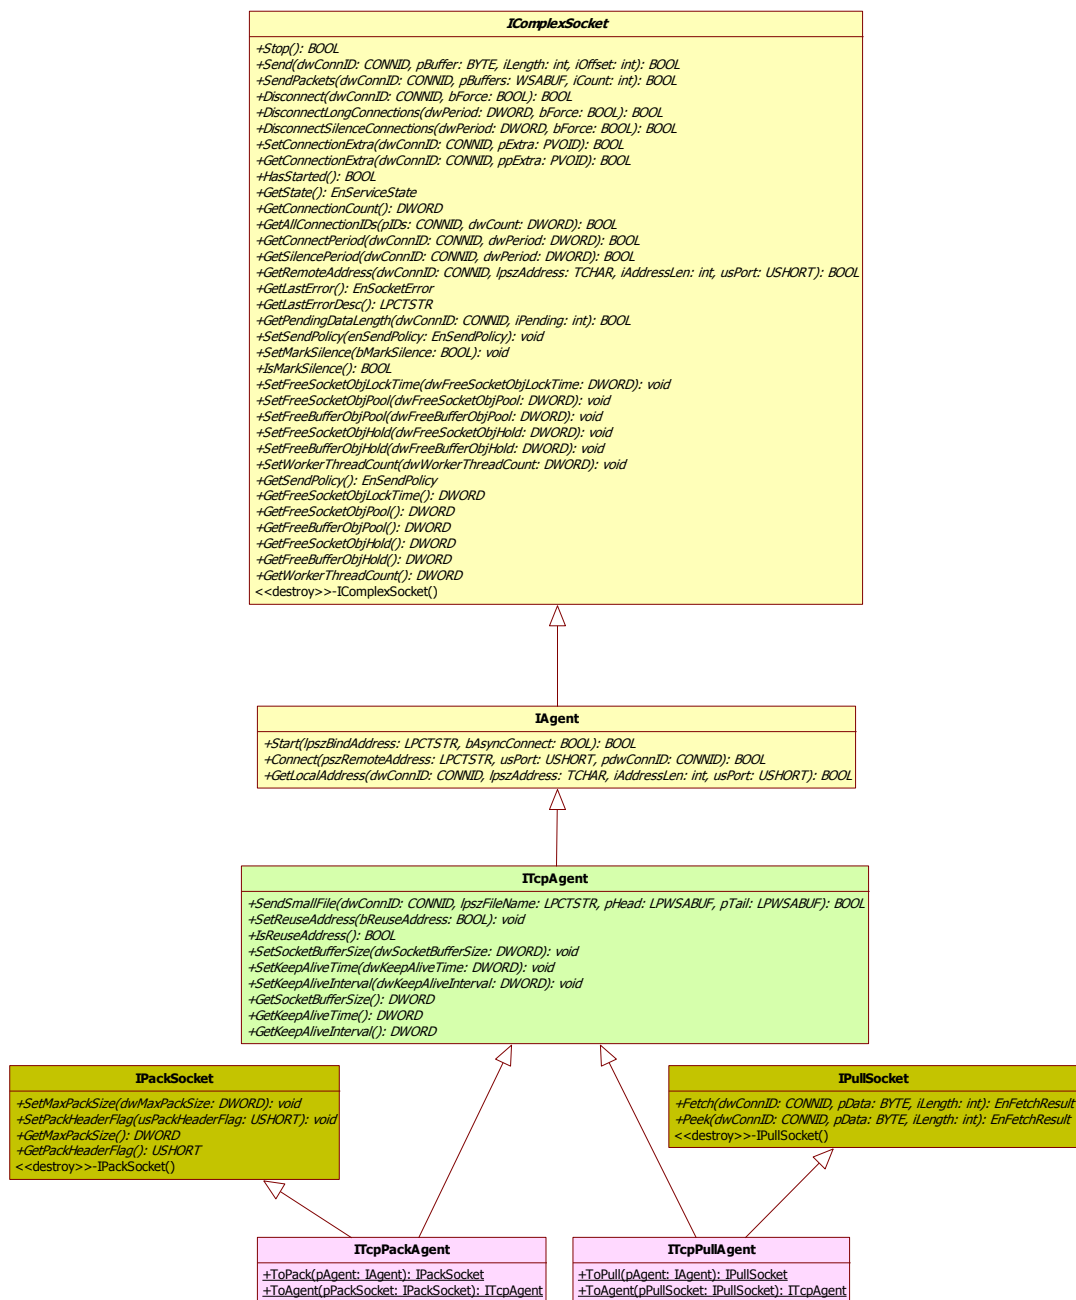 IComplexSocket
+Stop(): BOOL
+Send(dwConnID: CONNID, pBuffer: BYTE, iLength: int, iOffset: int): BOOL
+SendPackets(dwConnID: CONNID, pBuffers: WSABUF, iCount: int): BOOL
+Disconnect(dwConnID: CONNID, bForce: BOOL): BOOL
+DisconnectLongConnections(dwPeriod: DWORD, bForce: BOOL): BOOL
+DisconnectSilenceConnections(dwPeriod: DWORD, bForce: BOOL): BOOL
+SetConnectionExtra(dwConnID: CONNID, pExtra: PVOID): BOOL
+GetConnectionExtra(dwConnID: CONNID, ppExtra: PVOID): BOOL
+HasStarted(): BOOL
+GetState(): EnServiceState
+GetConnectionCount(): DWORD
+GetAllConnectionIDs(pIDs: CONNID, dwCount: DWORD): BOOL
+GetConnectPeriod(dwConnID: CONNID, dwPeriod: DWORD): BOOL
+GetSilencePeriod(dwConnID: CONNID, dwPeriod: DWORD): BOOL
+GetRemoteAddress(dwConnID: CONNID, lpszAddress: TCHAR, iAddressLen: int, usPort: USHORT): BOOL
+GetLastError(): EnSocketError
+GetLastErrorDesc(): LPCTSTR
+GetPendingDataLength(dwConnID: CONNID, iPending: int): BOOL
+SetSendPolicy(enSendPolicy: EnSendPolicy): void
+SetMarkSilence(bMarkSilence: BOOL): void
+IsMarkSilence(): BOOL
+SetFreeSocketObjLockTime(dwFreeSocketObjLockTime: DWORD): void
+SetFreeSocketObjPool(dwFreeSocketObjPool: DWORD): void
+SetFreeBufferObjPool(dwFreeBufferObjPool: DWORD): void
+SetFreeSocketObjHold(dwFreeSocketObjHold: DWORD): void
+SetFreeBufferObjHold(dwFreeBufferObjHold: DWORD): void
+SetWorkerThreadCount(dwWorkerThreadCount: DWORD): void
+GetSendPolicy(): EnSendPolicy
+GetFreeSocketObjLockTime(): DWORD
+GetFreeSocketObjPool(): DWORD
+GetFreeBufferObjPool(): DWORD
+GetFreeSocketObjHold(): DWORD
+GetFreeBufferObjHold(): DWORD
+GetWorkerThreadCount(): DWORD
<<destroy>>-IComplexSocket()
IAgent
+Start(lpszBindAddress: LPCTSTR, bAsyncConnect: BOOL): BOOL
+Connect(pszRemoteAddress: LPCTSTR, usPort: USHORT, pdwConnID: CONNID): BOOL
+GetLocalAddress(dwConnID: CONNID, lpszAddress: TCHAR, iAddressLen: int, usPort: USHORT): BOOL
ITcpAgent
+SendSmallFile(dwConnID: CONNID, lpszFileName: LPCTSTR, pHead: LPWSABUF, pTail: LPWSABUF): BOOL
+SetReuseAddress(bReuseAddress: BOOL): void
+IsReuseAddress(): BOOL
+SetSocketBufferSize(dwSocketBufferSize: DWORD): void
+SetKeepAliveTime(dwKeepAliveTime: DWORD): void
+SetKeepAliveInterval(dwKeepAliveInterval: DWORD): void
+GetSocketBufferSize(): DWORD
+GetKeepAliveTime(): DWORD
+GetKeepAliveInterval(): DWORD
IPackSocket
+SetMaxPackSize(dwMaxPackSize: DWORD): void
+SetPackHeaderFlag(usPackHeaderFlag: USHORT): void
+GetMaxPackSize(): DWORD
+GetPackHeaderFlag(): USHORT
<<destroy>>-IPackSocket()
IPullSocket
+Fetch(dwConnID: CONNID, pData: BYTE, iLength: int): EnFetchResult
+Peek(dwConnID: CONNID, pData: BYTE, iLength: int): EnFetchResult
<<destroy>>-IPullSocket()
ITcpPackAgent
+ToPack(pAgent: IAgent): IPackSocket
+ToAgent(pPackSocket: IPackSocket): ITcpAgent
ITcpPullAgent
+ToPull(pAgent: IAgent): IPullSocket
+ToAgent(pPullSocket: IPullSocket): ITcpAgent